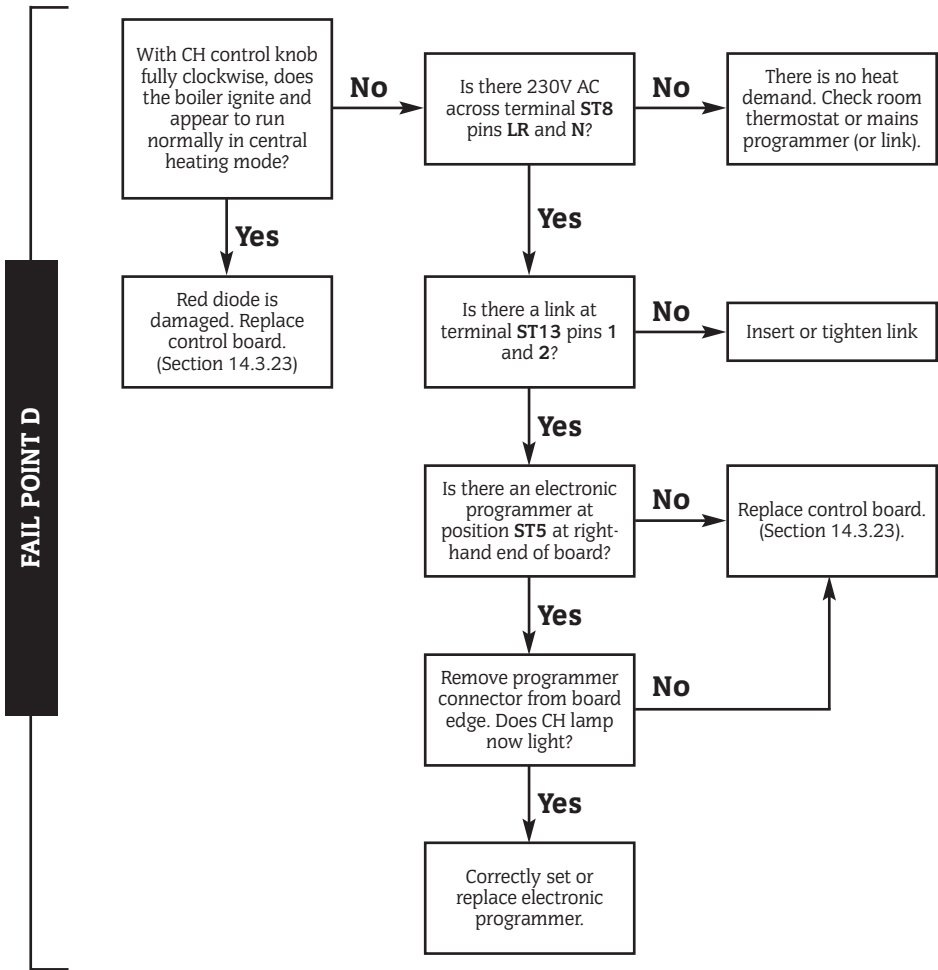 FAIL POINT D
With CH control knob
fully clockwise, does
the boiler ignite and
appear to run
normally in central
heating mode?
No
Is there 230V AC
across terminal ST8
pins LR and N?
No
There is no heat
demand. Check room
thermostat or mains
programmer (or link).
Yes
Red diode is
damaged. Replace
control board.
(Section 14.3.23)
Yes
Is there a link at
terminal ST13 pins 1
and 2?
No
Insert or tighten link
Yes
Is there an electronic
programmer at
position ST5 at right-
hand end of board?
No
Replace control board.
(Section 14.3.23).
Yes
Remove programmer
connector from board
edge. Does CH lamp
now light?
No
Yes
Correctly set or
replace electronic
programmer.